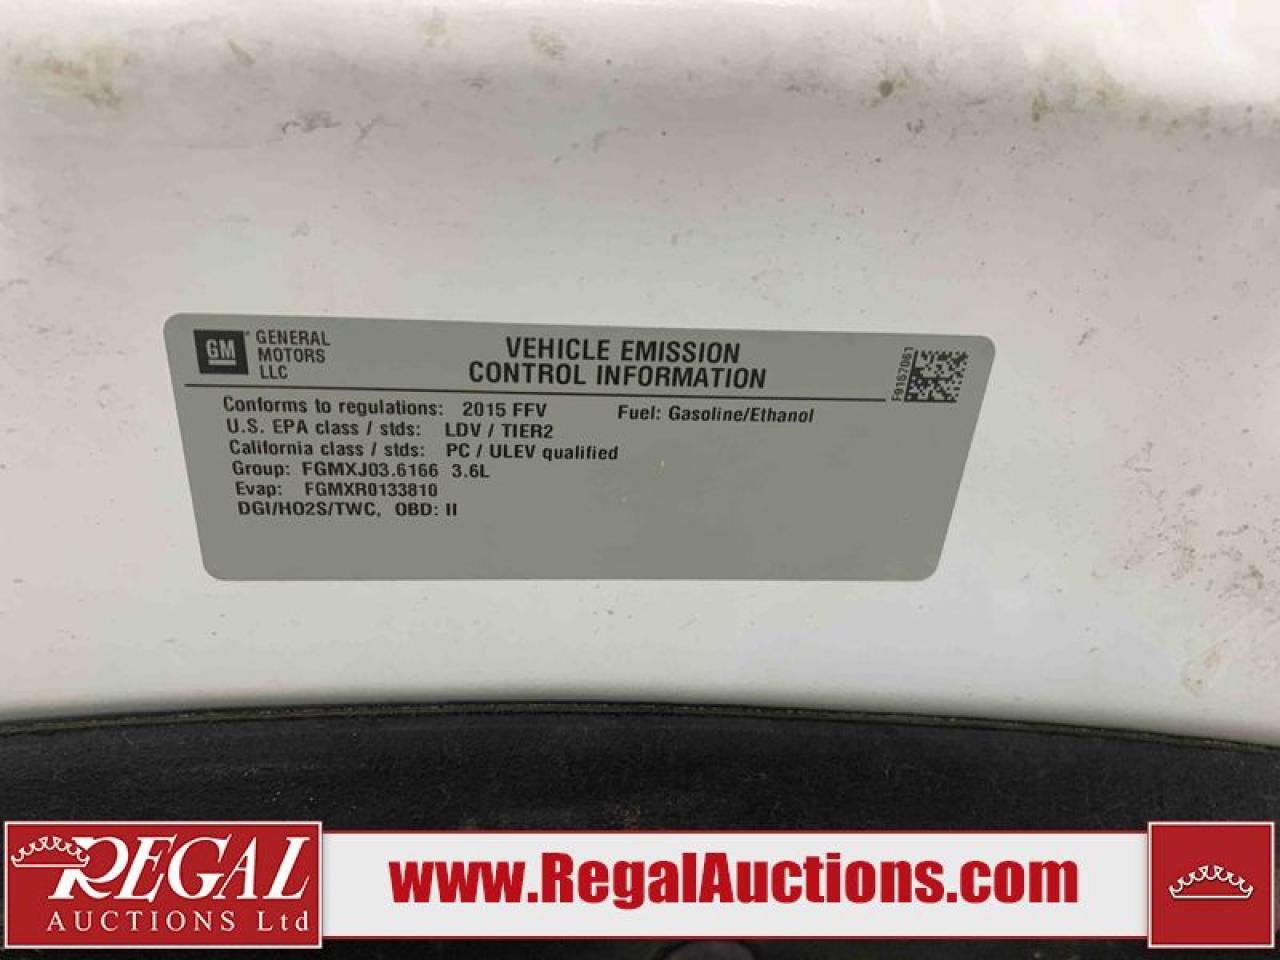 GM
GENERAL
MOTORS
LLC
VEHICLE EMISSION
CONTROL INFORMATION
F9167061
Conforms to regulations: 2015 FFV Fuel: Gasoline/Ethanol
U.S. EPA class / stds: LDV / TIER2
California class / stds: PC / ULEV qualified
Group: FGMXJ03.6166 3.6L
Evap: FGMXR0133810
DGI/HO2S/TWC, OBD: II
REGAL
AUCTIONS Ltd
www.RegalAuctions.com